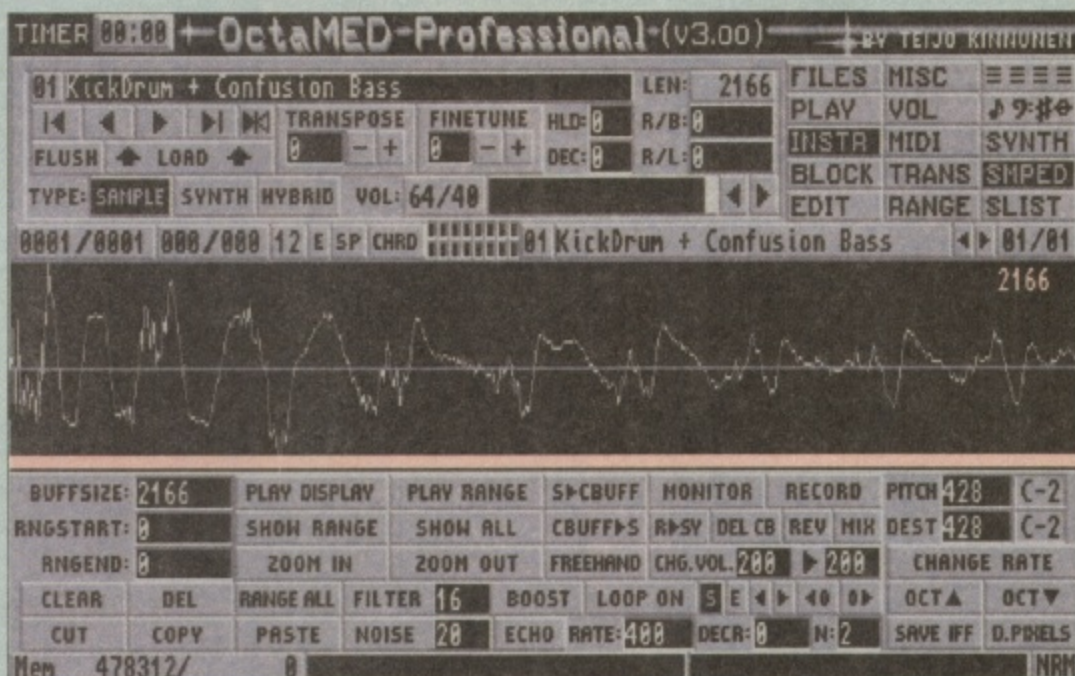 TIMER 00:00 OctaMED-Professional-(v3.00) BY TEIJO KINNUNEN
01 KickDrum + Confusion Bass LEN: 2166 FILES MISC
TRANSPOSE FINETUNE HLD: 0 R/B: 0 PLAY VOL
FLUSH LOAD 0 - + 0 - + DEC: 0 R/L: 0 INSTR MIDI SYNTH
TYPE: SAMPLE SYNTH HYBRID VOL: 64/40 BLOCK TRANS SMPED
EDIT RANGE SLIST
0001/0001 000/000 12 E SP CHRD 01 KickDrum + Confusion Bass 01/01
2166
BUFFSIZE: 2166 PLAY DISPLAY PLAY RANGE S▶CBUFF MONITOR RECORD PITCH 428 C-2
RNGSTART: 0 SHOW RANGE SHOW ALL CBUFF▶S R▶SY DEL CB REV MIX DEST 428 C-2
RNGEND: 0 ZOOM IN ZOOM OUT FREEHAND CHG.VOL. 200 ▶ 200 CHANGE RATE
CLEAR DEL RANGE ALL FILTER 16 BOOST LOOP ON S E ◀ ▶ ◀0 0▶ OCT▲ OCT▼
CUT COPY PASTE NOISE 20 ECHO RATE: 400 DECR: 0 N: 2 SAVE IFF D.PIXELS
Mem 478312/ 0 NRM